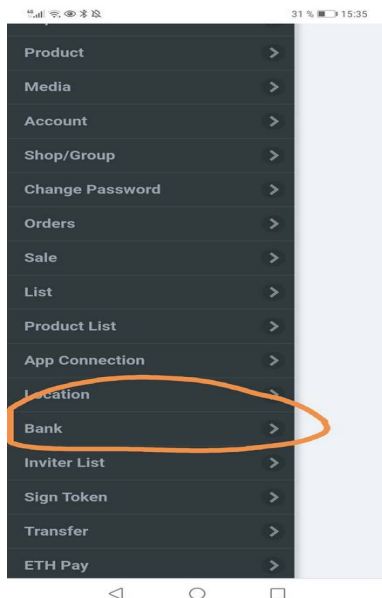 31 % 15:35
Product
Media
Account
Shop/Group
Change Password
Orders
Sale
List
Product List
App Connection
Location
Bank
Inviter List
Sign Token
Transfer
ETH Pay